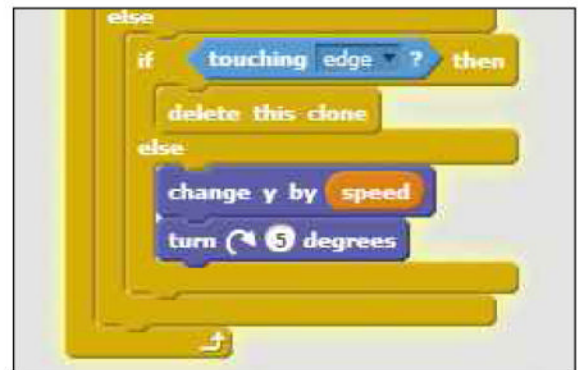 else
if touching edge ? then
delete this clone
else
change y by speed
turn 5 degrees